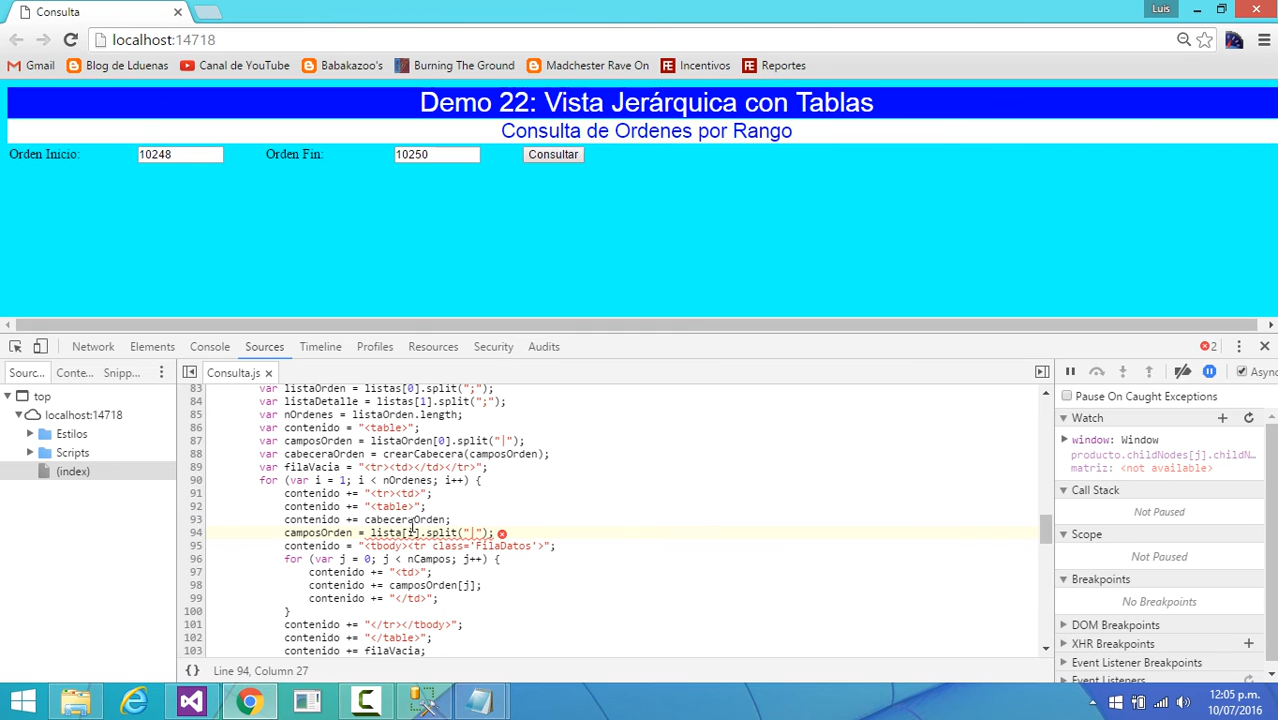 Consulta
Luis
localhost:14718
Gmail
Blog de Lduenas
Canal de YouTube
Babakazoo's
Burning The Ground
Madchester Rave On
Incentivos
Reportes
Demo 22: Vista Jerárquica con Tablas
Consulta de Ordenes por Rango
Orden Inicio: 10248 Orden Fin: 10250 Consultar
Network Elements Console Sources Timeline Profiles Resources Security Audits 2
Sourc... Conte... Snipp...
Consulta.js
Async
top
localhost:14718
Estilos
Scripts
(index)
83 var listaOrden = listas[0].split(";");
84 var listaDetalle = listas[1].split(";");
85 var nOrdenes = listaOrden.length;
86 var contenido = "<table>";
87 var camposOrden = listaOrden[0].split("|");
88 var cabeceraOrden = crearCabecera(camposOrden);
89 var filaVacia = "<tr><td></td></tr>";
90 for (var i = 1; i < nOrdenes; i++) {
91 contenido += "<tr><td>";
92 contenido += "<table>";
93 contenido += cabeceraOrden;
94 camposOrden = lista[i].split("|");
95 contenido = "<tbody><tr class='FilaDatos'>";
96 for (var j = 0; j < nCampos; j++) {
97 contenido += "<td>";
98 contenido += camposOrden[j];
99 contenido += "</td>";
100 }
101 contenido += "</tr></tbody>";
102 contenido += "</table>";
103 contenido += filaVacia;
{} Line 94, Column 27
Pause On Caught Exceptions
Watch
window: Window
producto.childNodes[j].childN...
matriz: <not available>
Call Stack
Not Paused
Scope
Not Paused
Breakpoints
No Breakpoints
DOM Breakpoints
XHR Breakpoints
Event Listener Breakpoints
Event Listeners
12:05 p.m.
10/07/2016